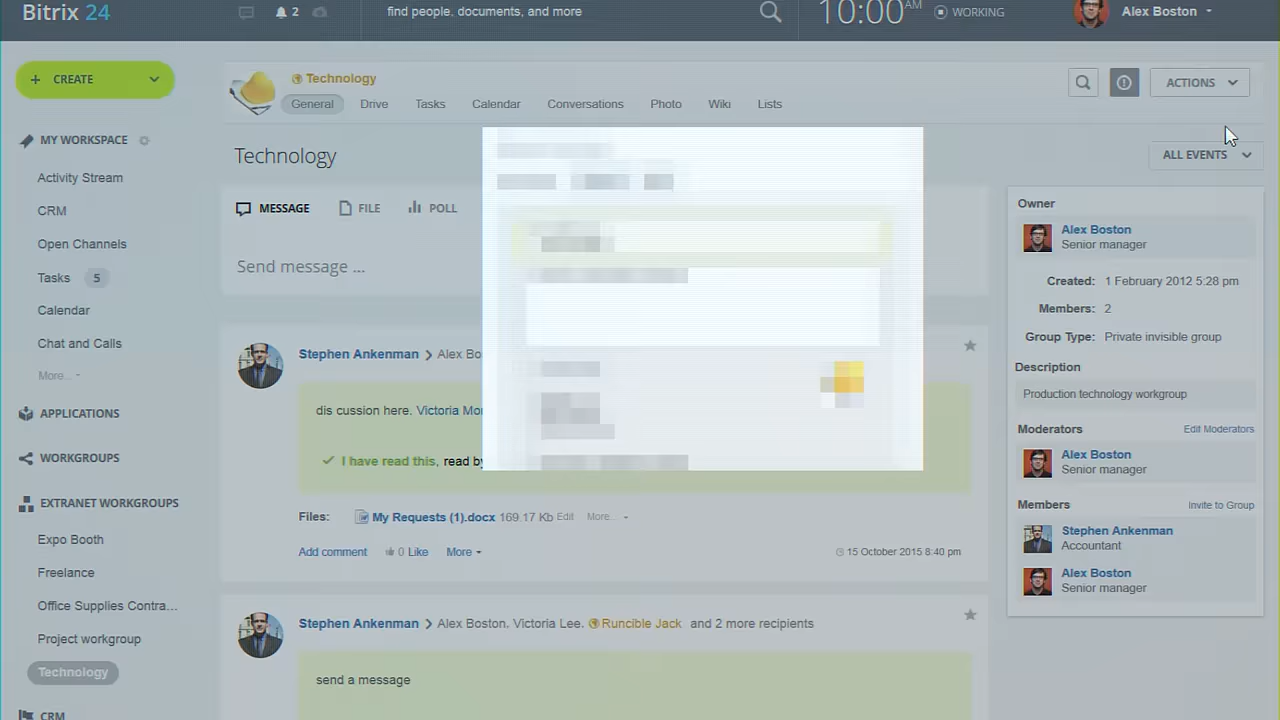 Bitrix 24
2
find people, documents, and more
10:00 AM
WORKING
Alex Boston
+ CREATE
Technology
ACTIONS
General Drive Tasks Calendar Conversations Photo Wiki Lists
MY WORKSPACE
Activity Stream
CRM
Open Channels
Tasks 5
Calendar
Chat and Calls
More...
APPLICATIONS
WORKGROUPS
EXTRANET WORKGROUPS
Expo Booth
Freelance
Office Supplies Contra...
Project workgroup
Technology
CRM
Technology
ALL EVENTS
MESSAGE FILE POLL
Send message ...
Stephen Ankenman > Alex Bo
dis cussion here. Victoria Mor
I have read this, read by
Files: My Requests (1).docx 169.17 Kb Edit More...
Add comment 0 Like More
15 October 2015 8:40 pm
Stephen Ankenman > Alex Boston. Victoria Lee. Runcible Jack and 2 more recipients
send a message
Owner
Alex Boston
Senior manager
Created: 1 February 2012 5:28 pm
Members: 2
Group Type: Private invisible group
Description
Production technology workgroup
Moderators Edit Moderators
Alex Boston
Senior manager
Members Invite to Group
Stephen Ankenman
Accountant
Alex Boston
Senior manager